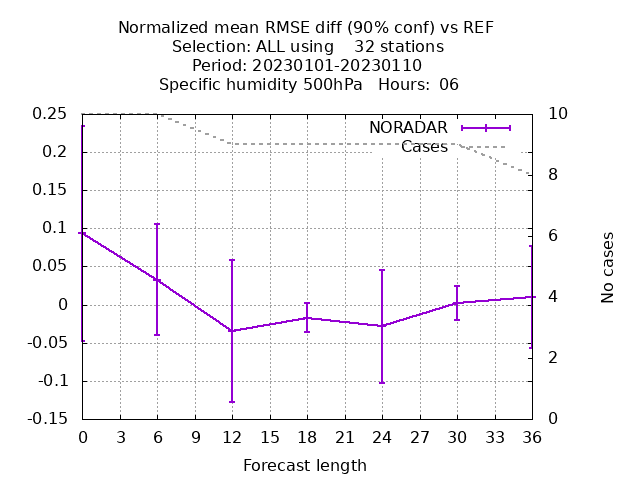 Normalized mean RMSE diff (90% conf) vs REF
Selection: ALL using    32 stations
Period: 20230101-20230110
Specific humidity 500hPa   Hours:  06
0.25
0.2
0.15
0.1
0.05
0
-0.05
-0.1
-0.15
NORADAR
Cases
10
8
6
4
2
0
No cases
0 3 6 9 12 15 18 21 24 27 30 33 36
Forecast length